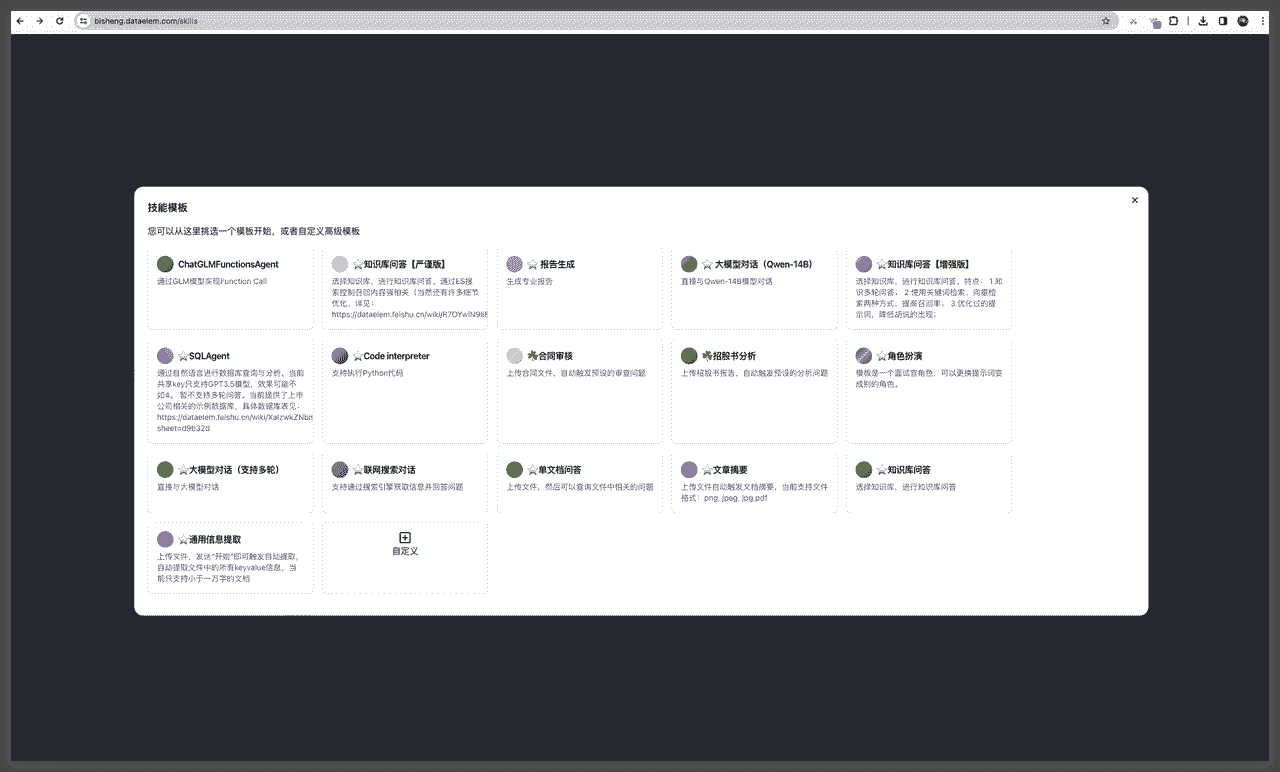 bisheng.dataelem.com/skills
技能模板
您可以从这里挑选一个模板开始，或者自定义高级模板
ChatGLMFunctionsAgent
通过GLM模型实现Function Call
☆知识库问答【严谨版】
选择知识库，进行知识库问答。通过ES搜
索控制召回内容强相关（当然还有许多细节
优化，详见：
https://dataelem.feishu.cn/wiki/R7OYwlN9li
☆ 报告生成
生成专业报告
☆ 大模型对话（Qwen-14B）
直接与Qwen-14B模型对话
☆知识库问答【增强版】
选择知识库，进行知识库问答。特点： 1.知
识多轮问答； 2.使用关键词检索、向量检
索两种方式，提高召回率； 3.优化过的提
示词，降低胡说的出现；
☆SQLAgent
通过自然语言进行数据库查询与分析，当前
共享key只支持GPT3.5模型，效果可能不
如4。 暂不支持多轮问答。当前提供了上市
公司相关的示例数据库，具体数据库表见：
https://dataelem.feishu.cn/wiki/XalzwkZNbis
sheet=d9b32d
☆Code interpreter
支持执行Python代码
☘合同审核
上传合同文件，自动触发预设的审查问题
☘招股书分析
上传招股书报告，自动触发预设的分析问题
☆角色扮演
模板是一个面试官角色，可以更换提示词变
成别的角色。
☆大模型对话（支持多轮）
直接与大模型对话
☆联网搜索对话
支持通过搜索引擎获取信息并回答问题
☆单文档问答
上传文件，然后可以查询文件中相关的问题
☆文章摘要
上传文件自动触发文档摘要，当前支持文件
格式：png, jpeg, jpg,pdf
☆知识库问答
选择知识库，进行知识库问答
☆通用信息提取
上传文件，发送“开始”即可触发自动提取，
自动提取文件中的所有keyvalue信息，当
前只支持小于一万字的文档
自定义